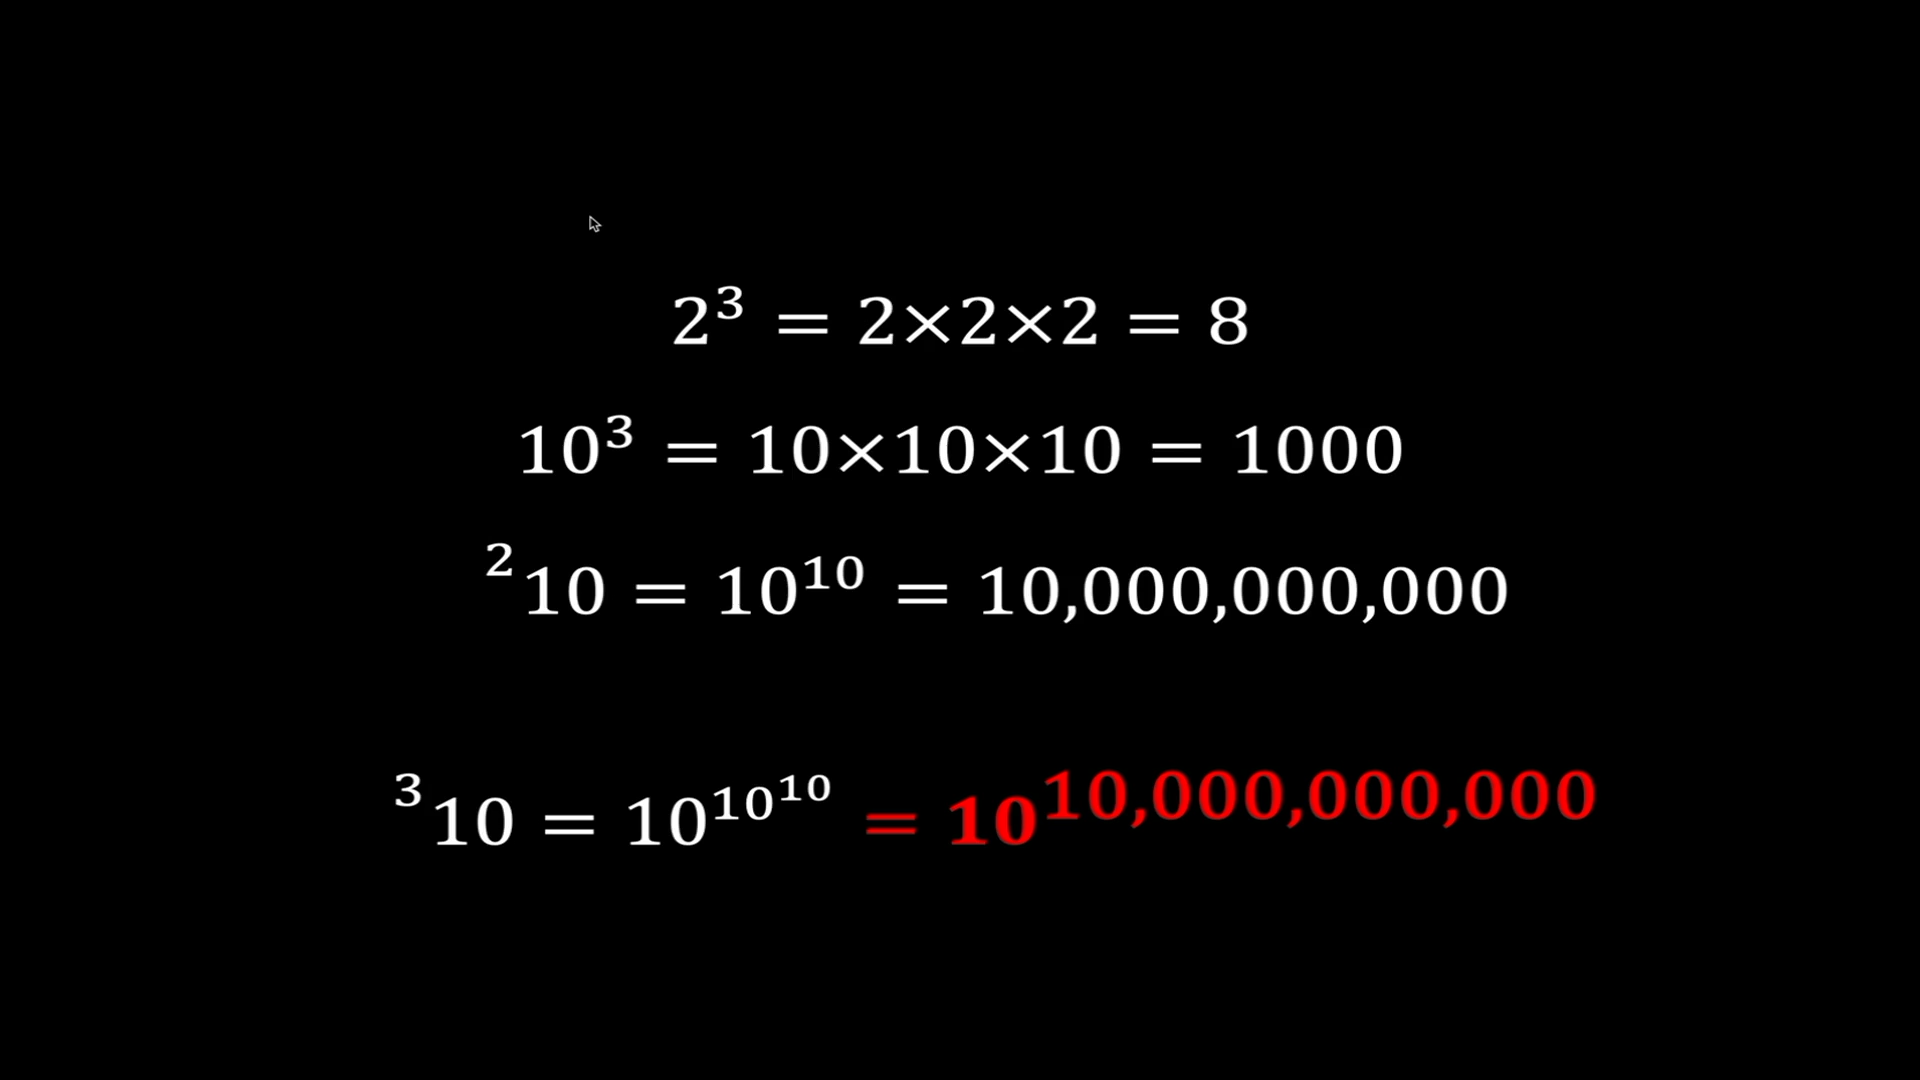 2³ = 2×2×2 = 8
10³ = 10×10×10 = 1000
²10 = 10¹⁰ = 10,000,000,000
³10 = 10^10^10 = 10^10,000,000,000